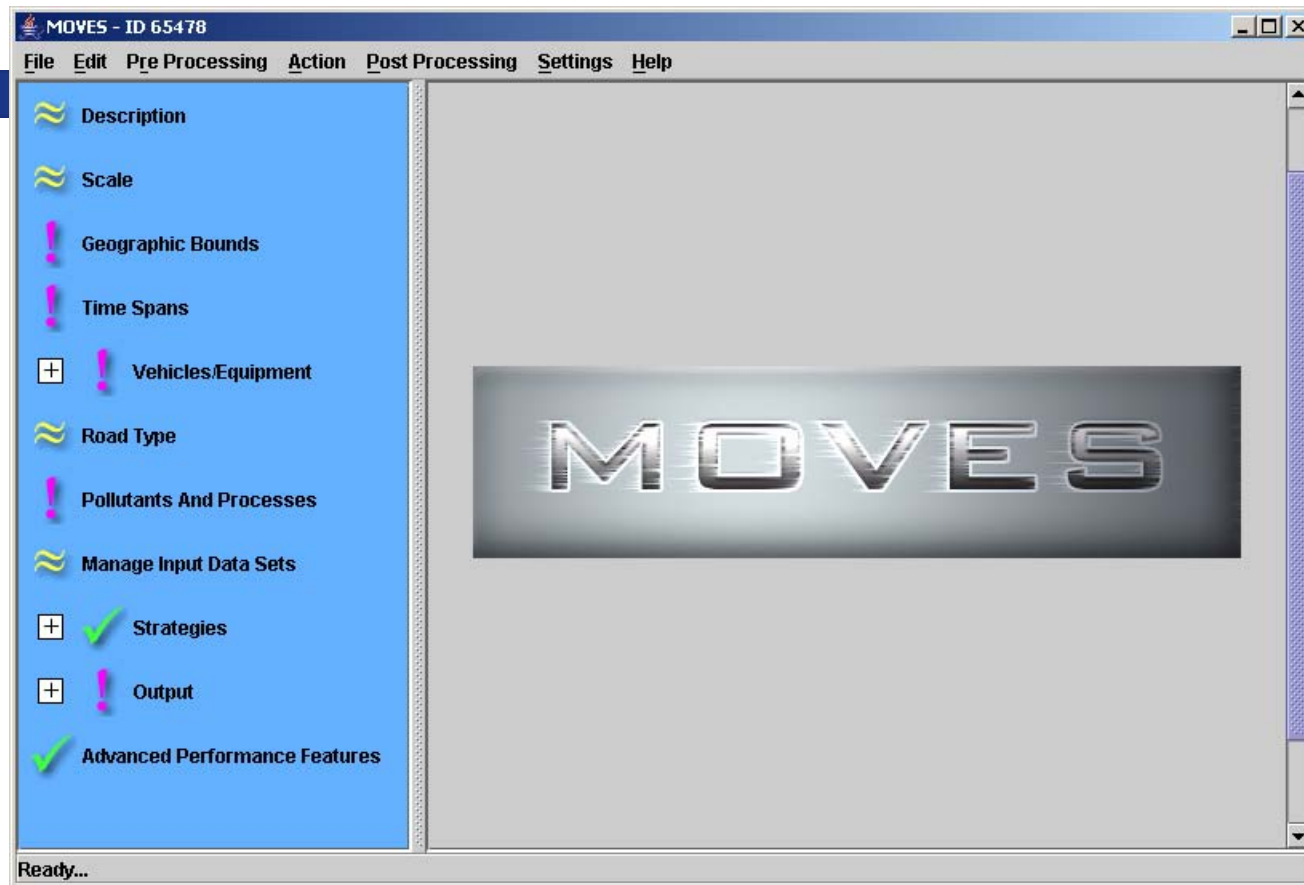 MOVES - ID 65478
File Edit Pre Processing Action Post Processing Settings Help
Description
Scale
Geographic Bounds
Time Spans
Vehicles/Equipment
Road Type
Pollutants And Processes
Manage Input Data Sets
Strategies
Output
Advanced Performance Features
MOVES
Ready...